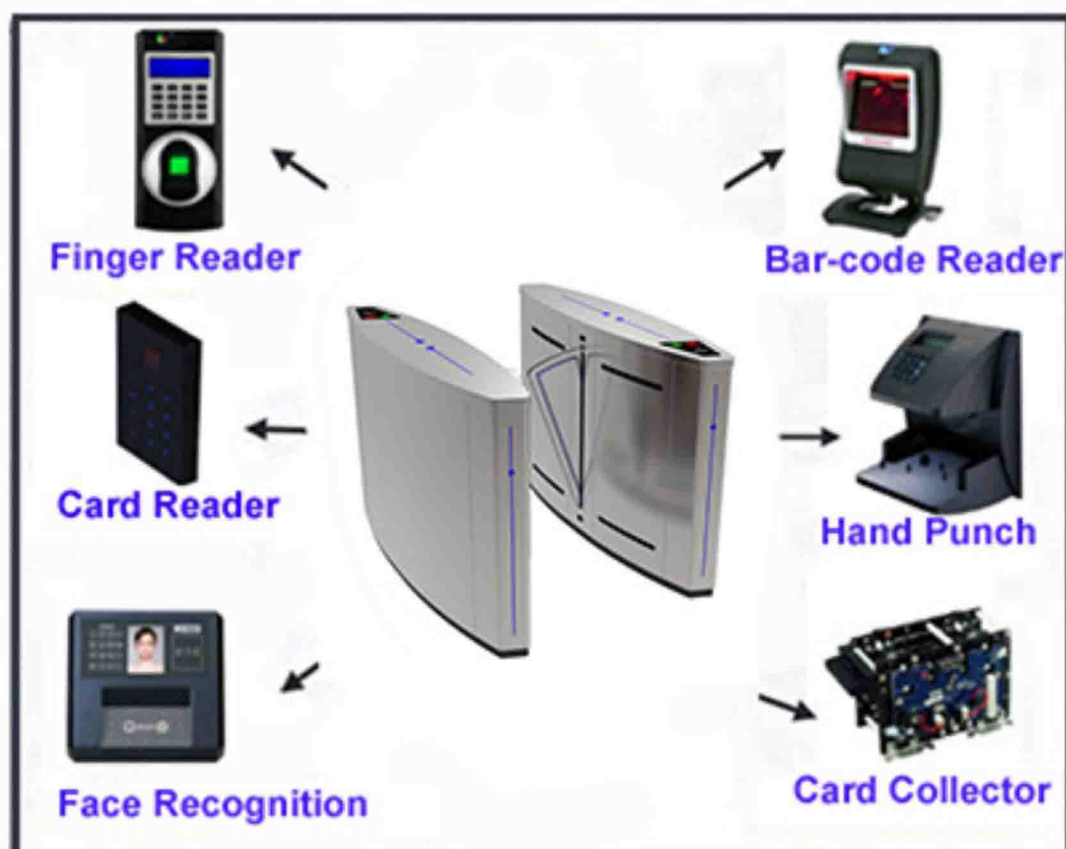 Finger Reader
Bar-code Reader
Card Reader
Hand Punch
Face Recognition
Card Collector